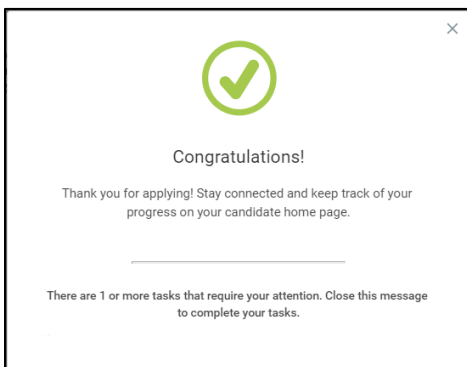 Congratulations!
Thank you for applying! Stay connected and keep track of your
progress on your candidate home page.
There are 1 or more tasks that require your attention. Close this message
to complete your tasks.